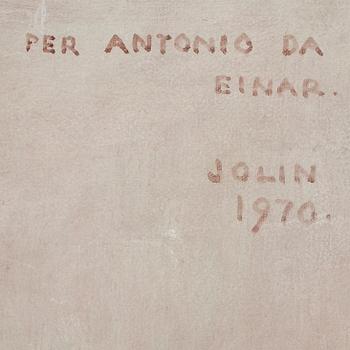 PER ANTONIO DA
EINAR.
JOLIN
1970.